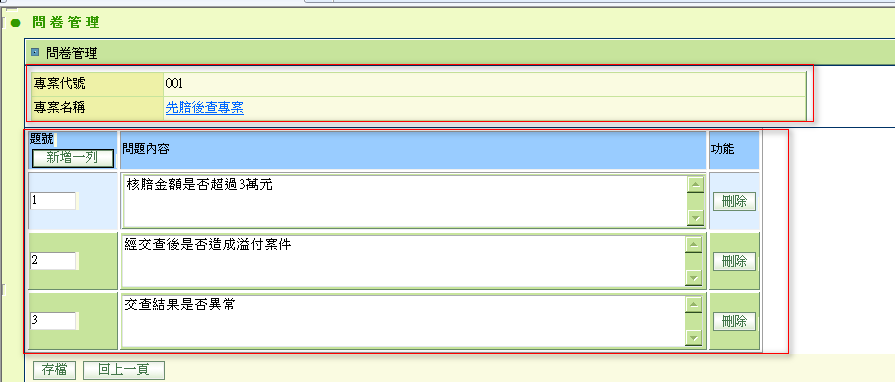 問卷管理
問卷管理
專案代號 001
專案名稱 先賠後查專案
題號
新增一列 問題內容 功能
1 核賠金額是否超過3萬元 刪除
2 經交查後是否造成溢付案件 刪除
3 交查結果是否異常 刪除
存檔 回上一頁